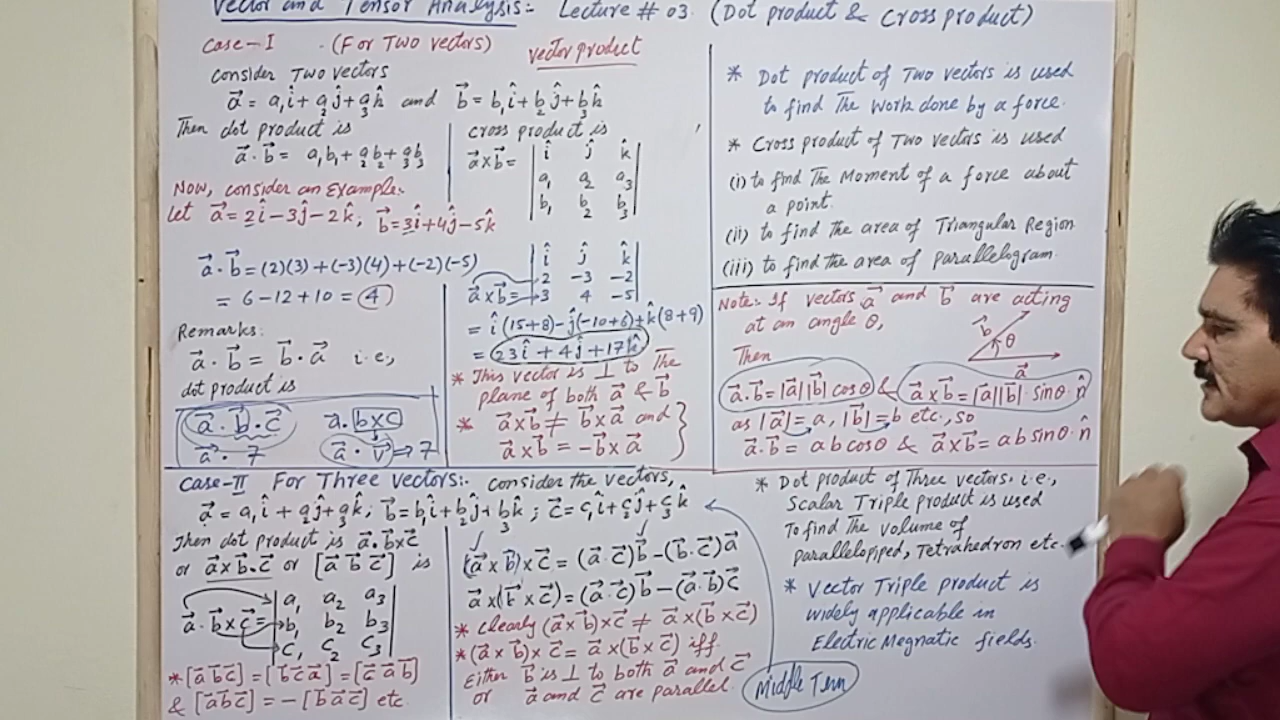 Vector and Tensor Analysis:- Lecture # 03. (Dot product & Cross product)
Case-I (For Two vectors) Vector product
Consider Two vectors
a⃗ = a₁î + a₂ĵ + a₃k̂ and b⃗ = b₁î + b₂ĵ + b₃k̂
Then dot product is
a⃗ . b⃗ = a₁b₁ + a₂b₂ + a₃b₃
Now, consider an Example:-
let a⃗ = 2î - 3ĵ - 2k̂, b⃗ = 3î + 4ĵ - 5k̂
a⃗ . b⃗ = (2)(3) + (-3)(4) + (-2)(-5)
= 6 - 12 + 10 = 4
Remarks:
a⃗ . b⃗ = b⃗ . a⃗ i.e.,
dot product is
a⃗ . b⃗ . c⃗ a . b×c
a⃗ . 7 a⃗ . v⃗ ⇒ 7
cross product is
a⃗×b⃗ = | î ĵ k̂ |
| a₁ a₂ a₃ |
| b₁ b₂ b₃ |
| î ĵ k̂ |
| 2 -3 -2 |
a⃗×b⃗ = | 3 4 -5 |
= î(15+8) - ĵ(-10+6) + k̂(8+9)
= 23î + 4ĵ + 17k̂
* This vector is ⊥ to The
plane of both a⃗ & b⃗
* a⃗×b⃗ ≠ b⃗×a⃗ and
a⃗×b⃗ = -b⃗×a⃗
* Dot product of Two vectors is used
to find The Work done by a force.
* Cross product of Two vectors is used
(i) to find The Moment of a force about
a point.
(ii) to find the area of Triangular Region
(iii) to find the area of parallelogram.
Note:- If vectors a⃗ and b⃗ are acting
at an angle θ,
b⃗
θ
a⃗
Then
a⃗.b⃗ = |a⃗||b⃗| cosθ & a⃗×b⃗ = |a⃗||b⃗| sinθ n̂
as |a⃗| = a, |b⃗| = b etc, so
a⃗.b⃗ = ab cosθ & a⃗×b⃗ = ab sinθ n̂
Case-II For Three vectors:- consider the vectors,
a⃗ = a₁î + a₂ĵ + a₃k̂, b⃗ = b₁î + b₂ĵ + b₃k̂; c⃗ = c₁î + c₂ĵ + c₃k̂
Then dot product is a⃗.b⃗×c⃗
or a⃗×b⃗.c⃗ or [a⃗ b⃗ c⃗] is
| a₁ a₂ a₃ |
a⃗.b⃗×c⃗ = | b₁ b₂ b₃ |
| c₁ c₂ c₃ |
* [a⃗ b⃗ c⃗] = [b⃗ c⃗ a⃗] = [c⃗ a⃗ b⃗]
& [a⃗ b⃗ c⃗] = -[b⃗ a⃗ c⃗] etc
(a⃗×b⃗)×c⃗ = (a⃗.c⃗)b⃗ - (b⃗.c⃗)a⃗
a⃗×(b⃗×c⃗) = (a⃗.c⃗)b⃗ - (a⃗.b⃗)c⃗
* clearly (a⃗×b⃗)×c⃗ ≠ a⃗×(b⃗×c⃗)
* (a⃗×b⃗)×c⃗ = a⃗×(b⃗×c⃗) iff
Either b⃗ is ⊥ to both a⃗ and c⃗
or a⃗ and c⃗ are parallel.
Middle Term
* Dot product of Three vectors, i.e.,
Scalar Triple product is used
To find The volume of
parallelopiped, Tetrahedron etc.
* Vector Triple product is
widely applicable in
Electric Megnatic fields.